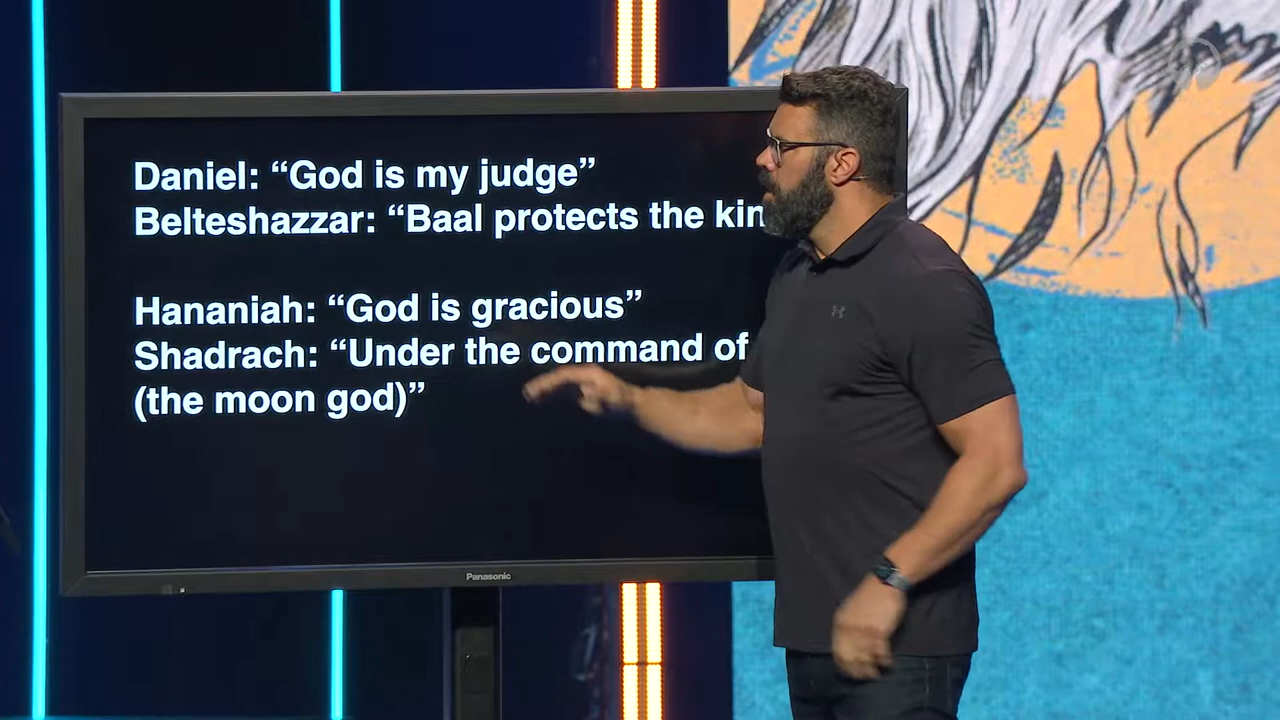 Daniel: “God is my judge”
Belteshazzar: “Baal protects the
Hananiah: “God is gracious”
Shadrach: “Under the command of
(the moon god)”
Panasonic